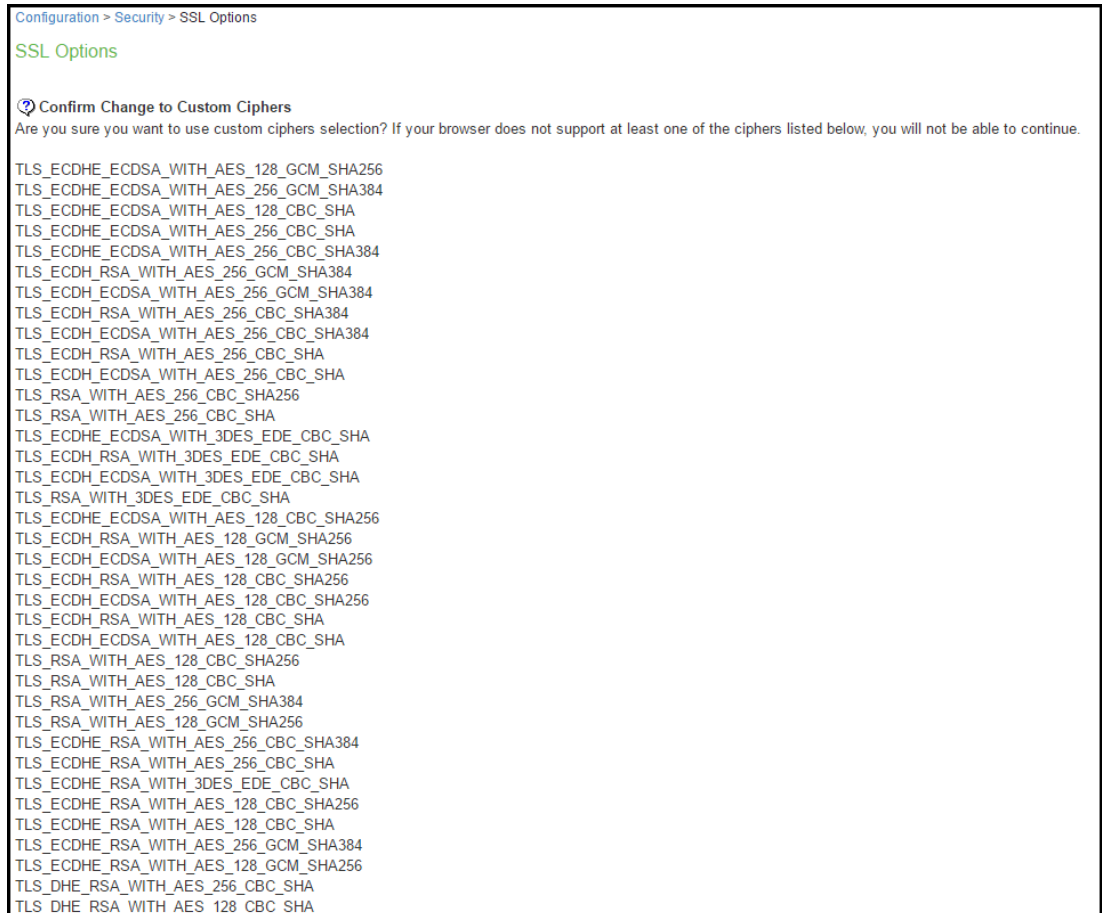 Configuration > Security > SSL Options
SSL Options
Confirm Change to Custom Ciphers
Are you sure you want to use custom ciphers selection? If your browser does not support at least one of the ciphers listed below, you will not be able to continue.
TLS_ECDHE_ECDSA_WITH_AES_128_GCM_SHA256
TLS_ECDHE_ECDSA_WITH_AES_256_GCM_SHA384
TLS_ECDHE_ECDSA_WITH_AES_128_CBC_SHA
TLS_ECDHE_ECDSA_WITH_AES_256_CBC_SHA
TLS_ECDHE_ECDSA_WITH_AES_256_CBC_SHA384
TLS_ECDH_RSA_WITH_AES_256_GCM_SHA384
TLS_ECDH_ECDSA_WITH_AES_256_GCM_SHA384
TLS_ECDH_RSA_WITH_AES_256_CBC_SHA384
TLS_ECDH_ECDSA_WITH_AES_256_CBC_SHA384
TLS_ECDH_RSA_WITH_AES_256_CBC_SHA
TLS_ECDH_ECDSA_WITH_AES_256_CBC_SHA
TLS_RSA_WITH_AES_256_CBC_SHA256
TLS_RSA_WITH_AES_256_CBC_SHA
TLS_ECDHE_ECDSA_WITH_3DES_EDE_CBC_SHA
TLS_ECDH_RSA_WITH_3DES_EDE_CBC_SHA
TLS_ECDH_ECDSA_WITH_3DES_EDE_CBC_SHA
TLS_RSA_WITH_3DES_EDE_CBC_SHA
TLS_ECDHE_ECDSA_WITH_AES_128_CBC_SHA256
TLS_ECDH_RSA_WITH_AES_128_GCM_SHA256
TLS_ECDH_ECDSA_WITH_AES_128_GCM_SHA256
TLS_ECDH_RSA_WITH_AES_128_CBC_SHA256
TLS_ECDH_ECDSA_WITH_AES_128_CBC_SHA256
TLS_ECDH_RSA_WITH_AES_128_CBC_SHA
TLS_ECDH_ECDSA_WITH_AES_128_CBC_SHA
TLS_RSA_WITH_AES_128_CBC_SHA256
TLS_RSA_WITH_AES_128_CBC_SHA
TLS_RSA_WITH_AES_256_GCM_SHA384
TLS_RSA_WITH_AES_128_GCM_SHA256
TLS_ECDHE_RSA_WITH_AES_256_CBC_SHA384
TLS_ECDHE_RSA_WITH_AES_256_CBC_SHA
TLS_ECDHE_RSA_WITH_3DES_EDE_CBC_SHA
TLS_ECDHE_RSA_WITH_AES_128_CBC_SHA256
TLS_ECDHE_RSA_WITH_AES_128_CBC_SHA
TLS_ECDHE_RSA_WITH_AES_256_GCM_SHA384
TLS_ECDHE_RSA_WITH_AES_128_GCM_SHA256
TLS_DHE_RSA_WITH_AES_256_CBC_SHA
TLS_DHE_RSA_WITH_AES_128_CBC_SHA